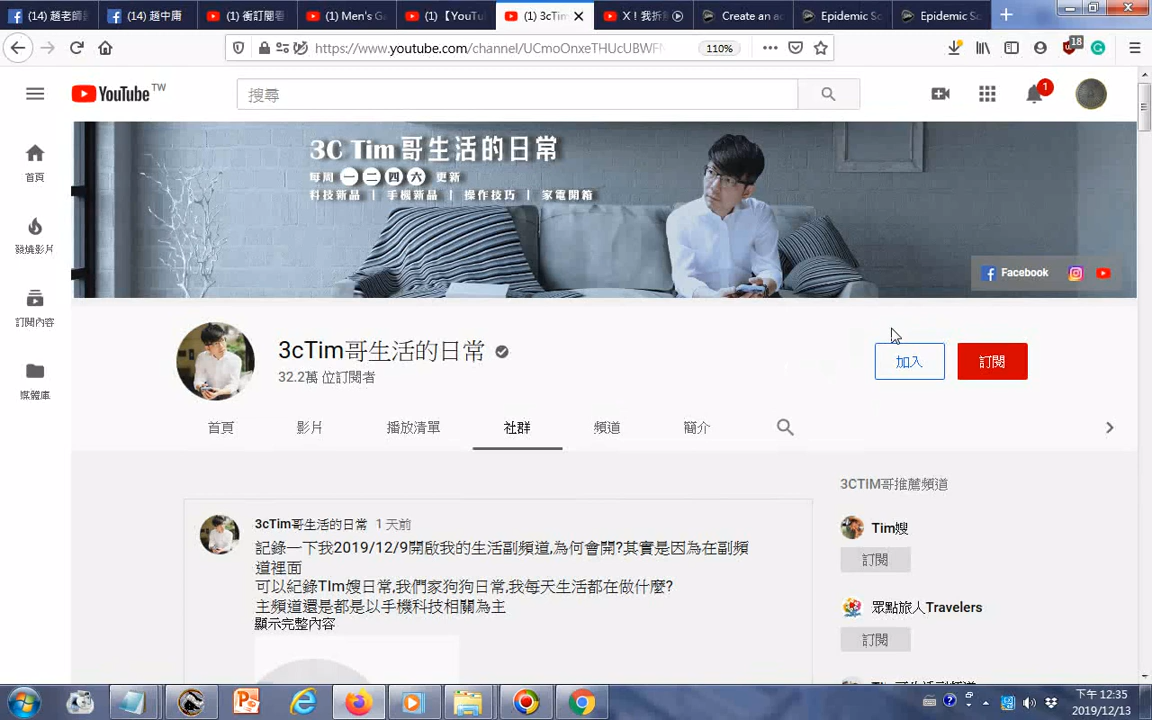 (14) 趙老師
(14) 趙中庸
(1) 衝訂閱
(1) Men's G
(1)【YouTu
(1) 3cTim
X！我折
Create an ac
Epidemic So
Epidemic So
https://www.youtube.com/channel/UCmoOnxeTHUcUBWF
110%
18
YouTube TW
搜尋
1
首頁
發燒影片
訂閱內容
媒體庫
3C Tim哥生活的日常
每周 一 二 四 六 更新
科技新品 | 手機新品 | 操作技巧 | 家電開箱
Facebook
3cTim哥生活的日常
32.2萬 位訂閱者
加入
訂閱
首頁
影片
播放清單
社群
頻道
簡介
3cTim哥生活的日常 1 天前
記錄一下我2019/12/9開啟我的生活副頻道,為何會開?其實是因為在副頻
道裡面
可以紀錄TIm嫂日常,我們家狗狗日常,我每天生活都在做什麼?
主頻道還是都是以手機科技相關為主
顯示完整內容
3CTIM哥推薦頻道
Tim嫂
訂閱
眾點旅人Travelers
訂閱
下午 12:35
2019/12/13